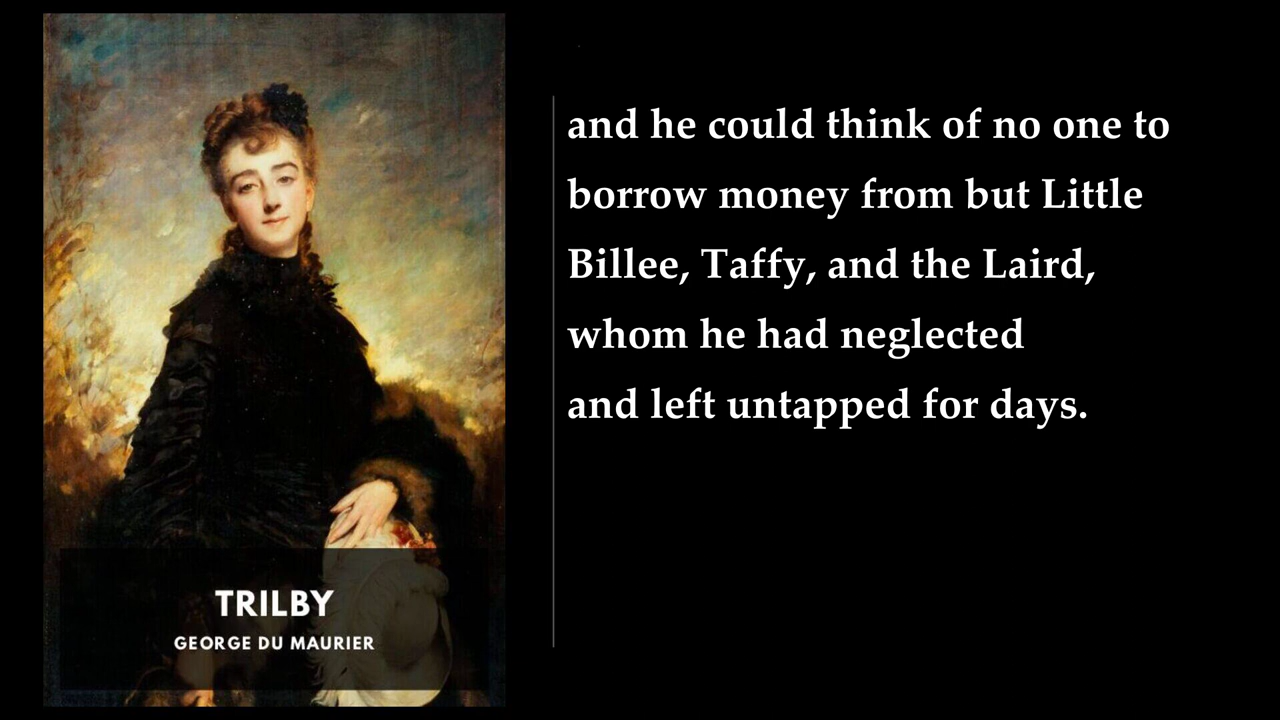 and he could think of no one to
borrow money from but Little
Billee, Taffy, and the Laird,
whom he had neglected
and left untapped for days.
TRILBY
GEORGE DU MAURIER